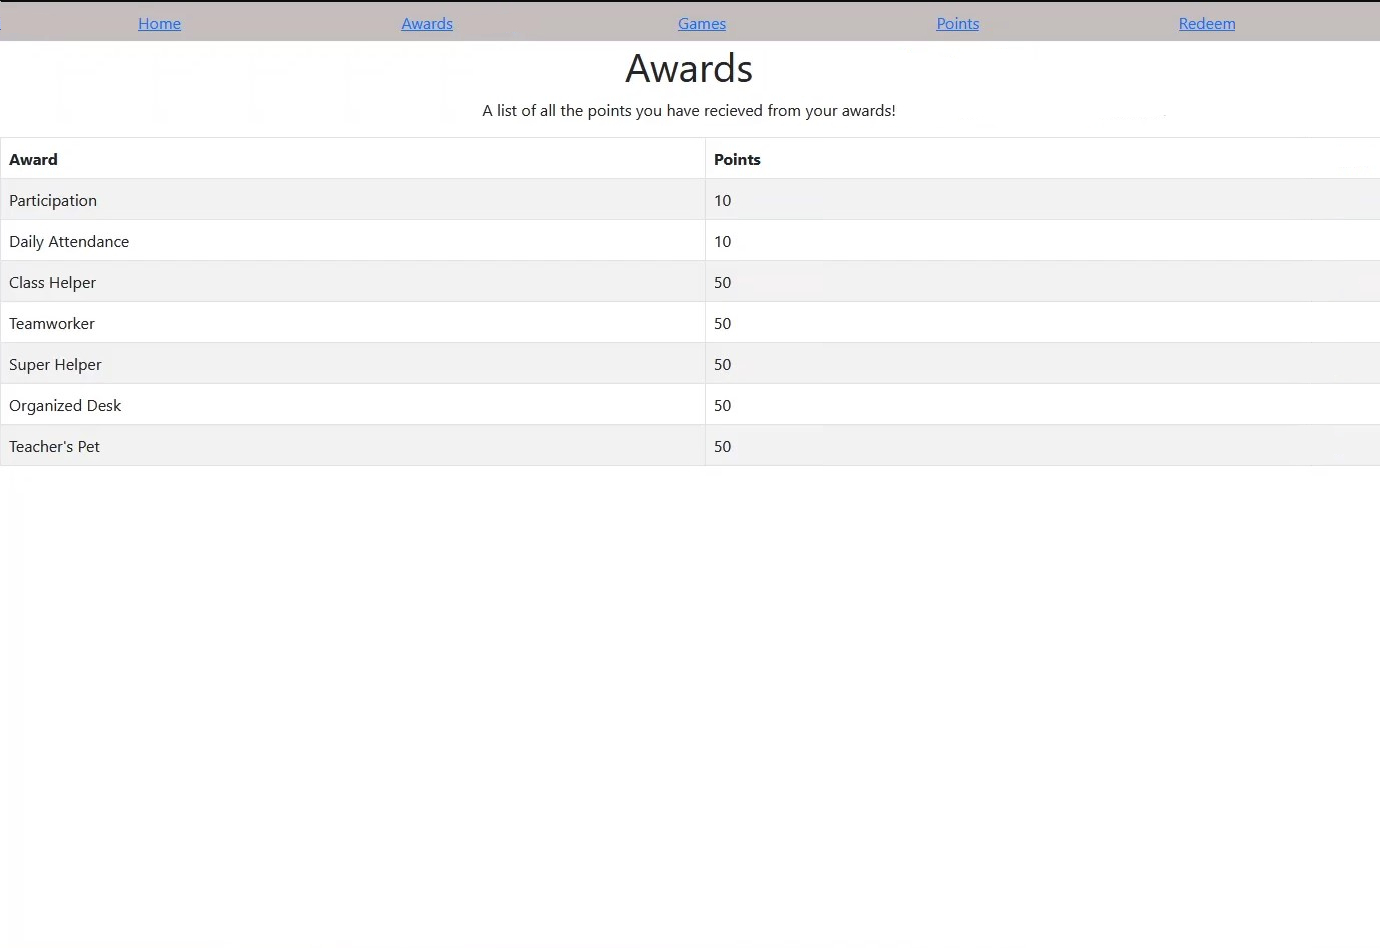 Home Awards Games Points Redeem
Awards
A list of all the points you have recieved from your awards!
Award Points
Participation 10
Daily Attendance 10
Class Helper 50
Teamworker 50
Super Helper 50
Organized Desk 50
Teacher's Pet 50